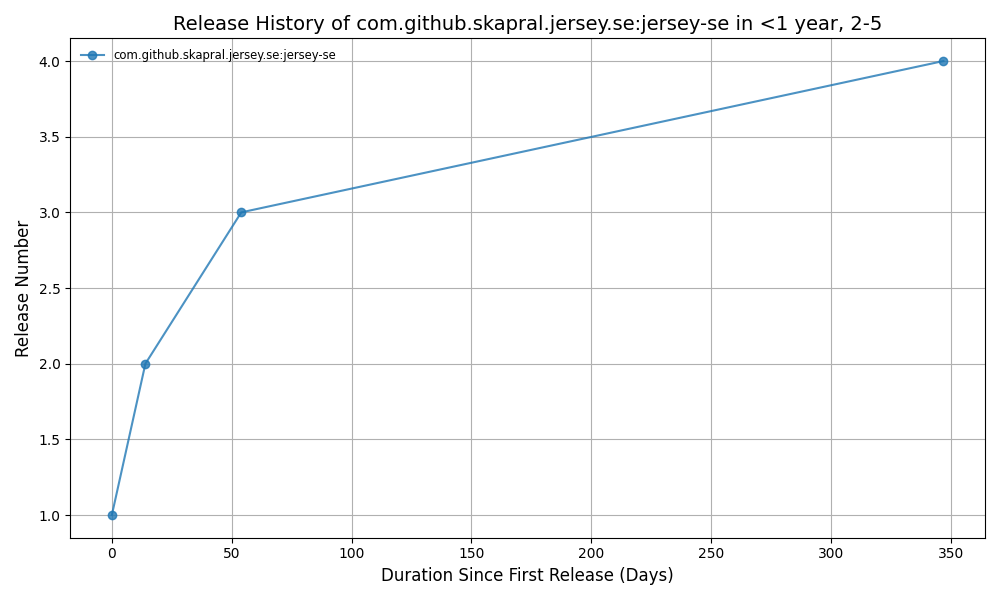 Release History of com.github.skapral.jersey.se:jersey-se in <1 year, 2-5
com.github.skapral.jersey.se:jersey-se
Release Number
4.0
3.5
3.0
2.5
2.0
1.5
1.0
0 50 100 150 200 250 300 350
Duration Since First Release (Days)